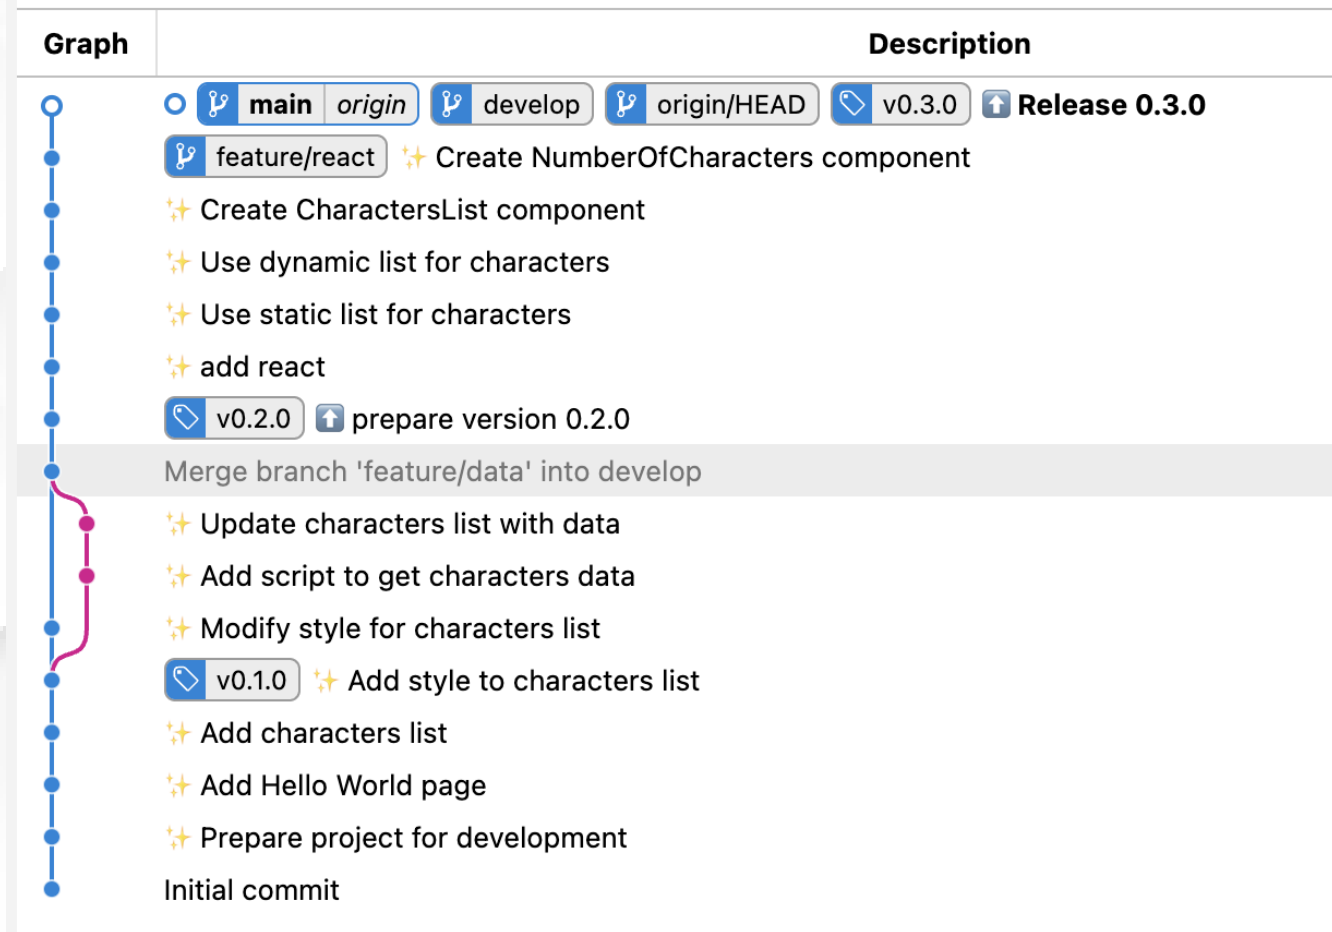 Graph Description
main origin develop origin/HEAD v0.3.0 ⬆️ Release 0.3.0
feature/react ✨ Create NumberOfCharacters component
✨ Create CharactersList component
✨ Use dynamic list for characters
✨ Use static list for characters
✨ add react
v0.2.0 ⬆️ prepare version 0.2.0
Merge branch 'feature/data' into develop
✨ Update characters list with data
✨ Add script to get characters data
✨ Modify style for characters list
v0.1.0 ✨ Add style to characters list
✨ Add characters list
✨ Add Hello World page
✨ Prepare project for development
Initial commit